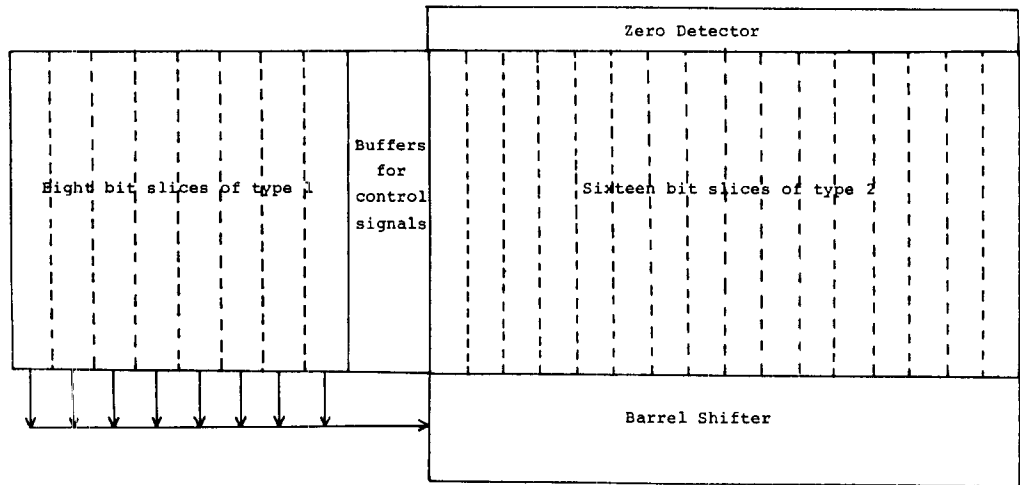 Zero Detector
Eight bit slices of type 1
Buffers
for
control
signals
Sixteen bit slices of type 2
Barrel Shifter